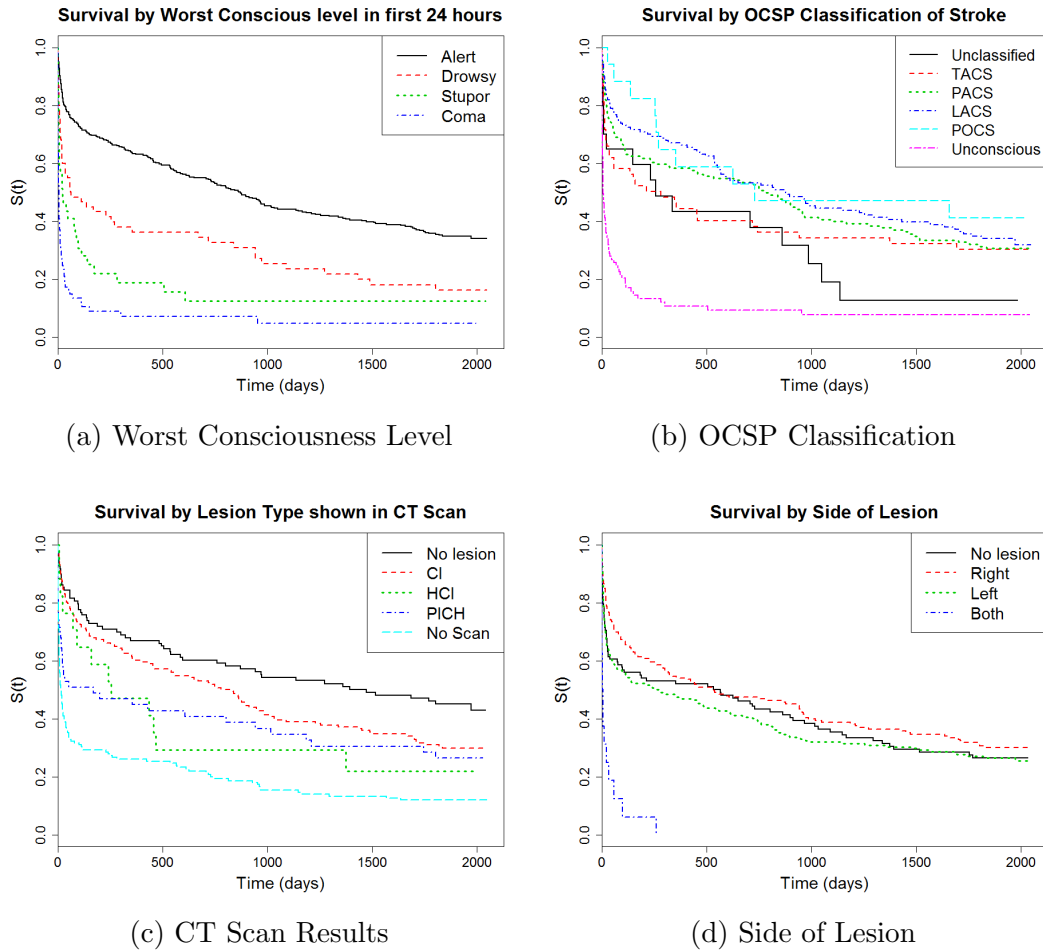 Survival by Worst Conscious level in first 24 hours
S(t)
0.0
0.2
0.4
0.6
0.8
1.0
Alert
Drowsy
Stupor
Coma
0 500 1000 1500 2000
Time (days)
(a) Worst Consciousness Level
Survival by OCSP Classification of Stroke
S(t)
0.0
0.2
0.4
0.6
0.8
1.0
Unclassified
TACS
PACS
LACS
POCS
Unconscious
0 500 1000 1500 2000
Time (days)
(b) OCSP Classification
Survival by Lesion Type shown in CT Scan
S(t)
0.0
0.2
0.4
0.6
0.8
1.0
No lesion
CI
HCI
PICH
No Scan
0 500 1000 1500 2000
Time (days)
(c) CT Scan Results
Survival by Side of Lesion
S(t)
0.0
0.2
0.4
0.6
0.8
1.0
No lesion
Right
Left
Both
0 500 1000 1500 2000
Time (days)
(d) Side of Lesion